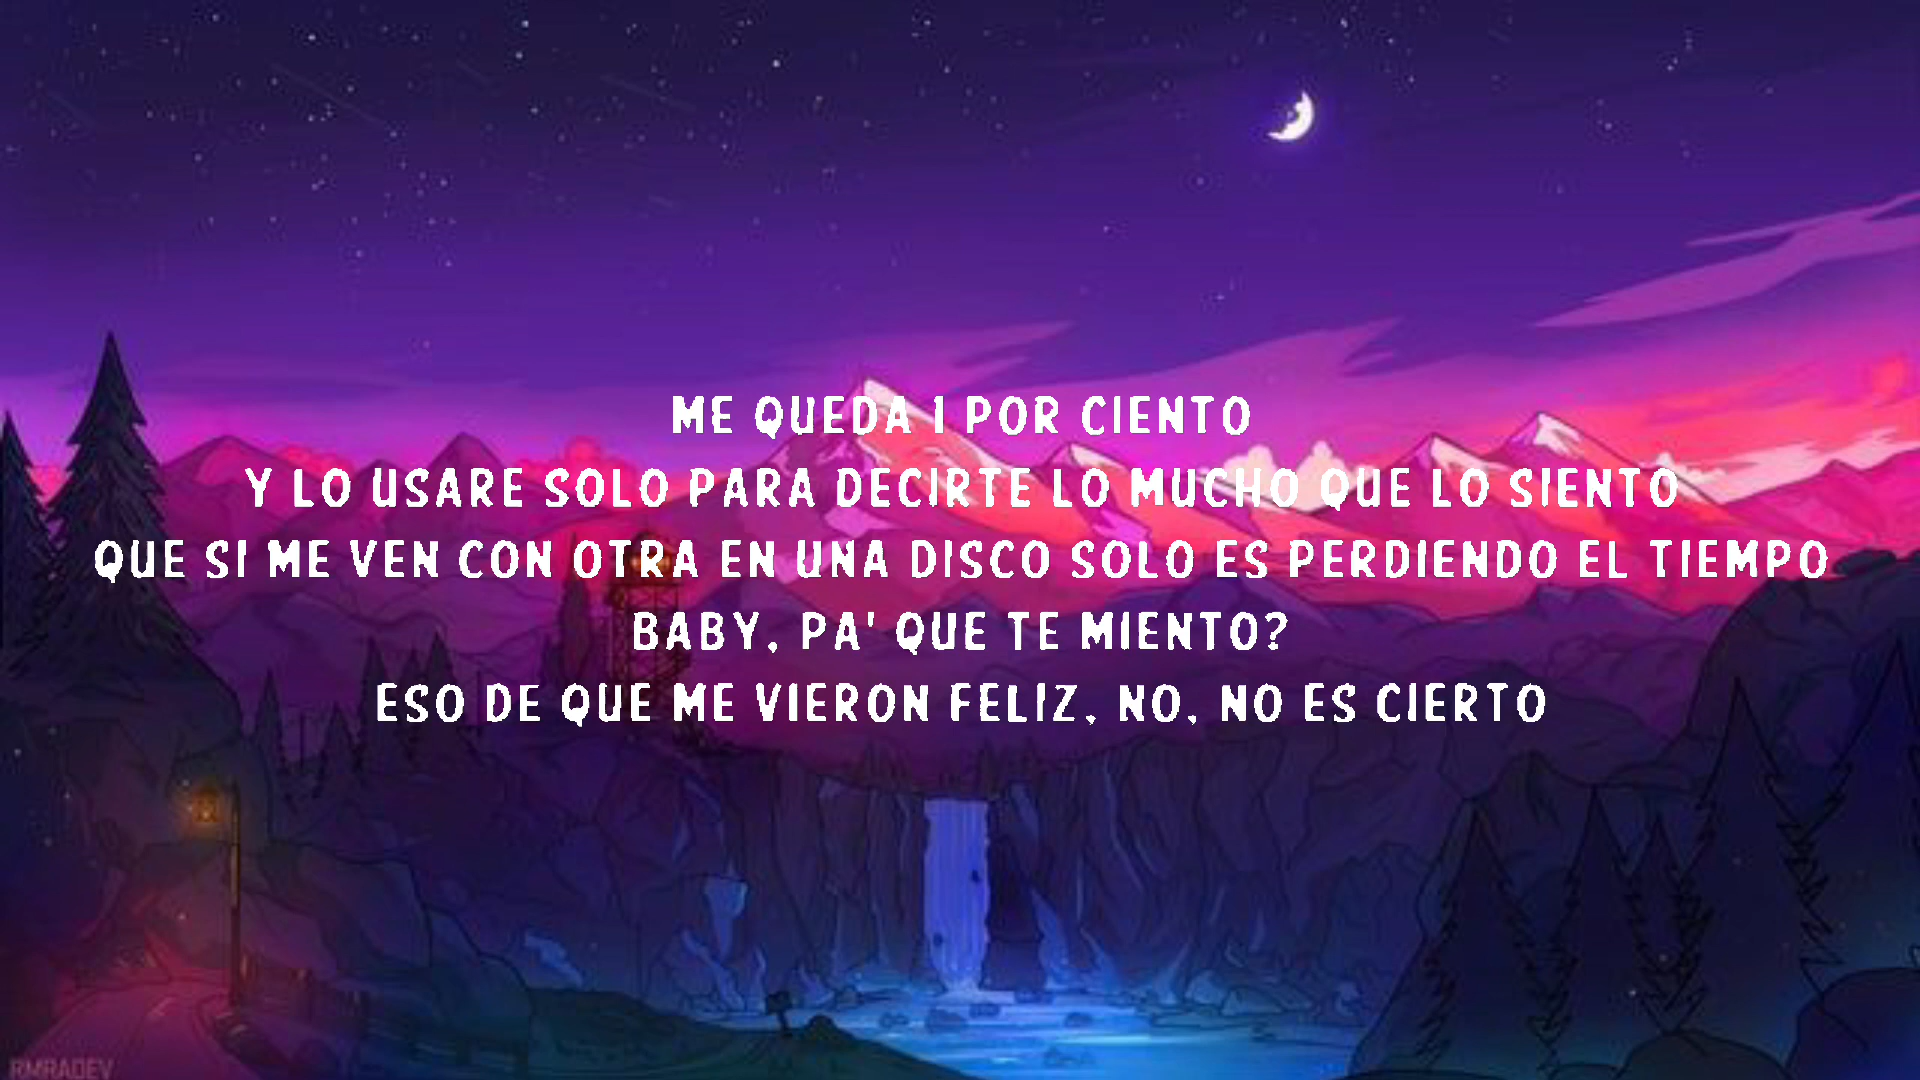 ME QUEDA 1 POR CIENTO
Y LO USARE SOLO PARA DECIRTE LO MUCHO QUE LO SIENTO
QUE SI ME VEN CON OTRA EN UNA DISCO SOLO ES PERDIENDO EL TIEMPO
BABY, PA' QUE TE MIENTO?
ESO DE QUE ME VIERON FELIZ, NO, NO ES CIERTO
RMRADEV